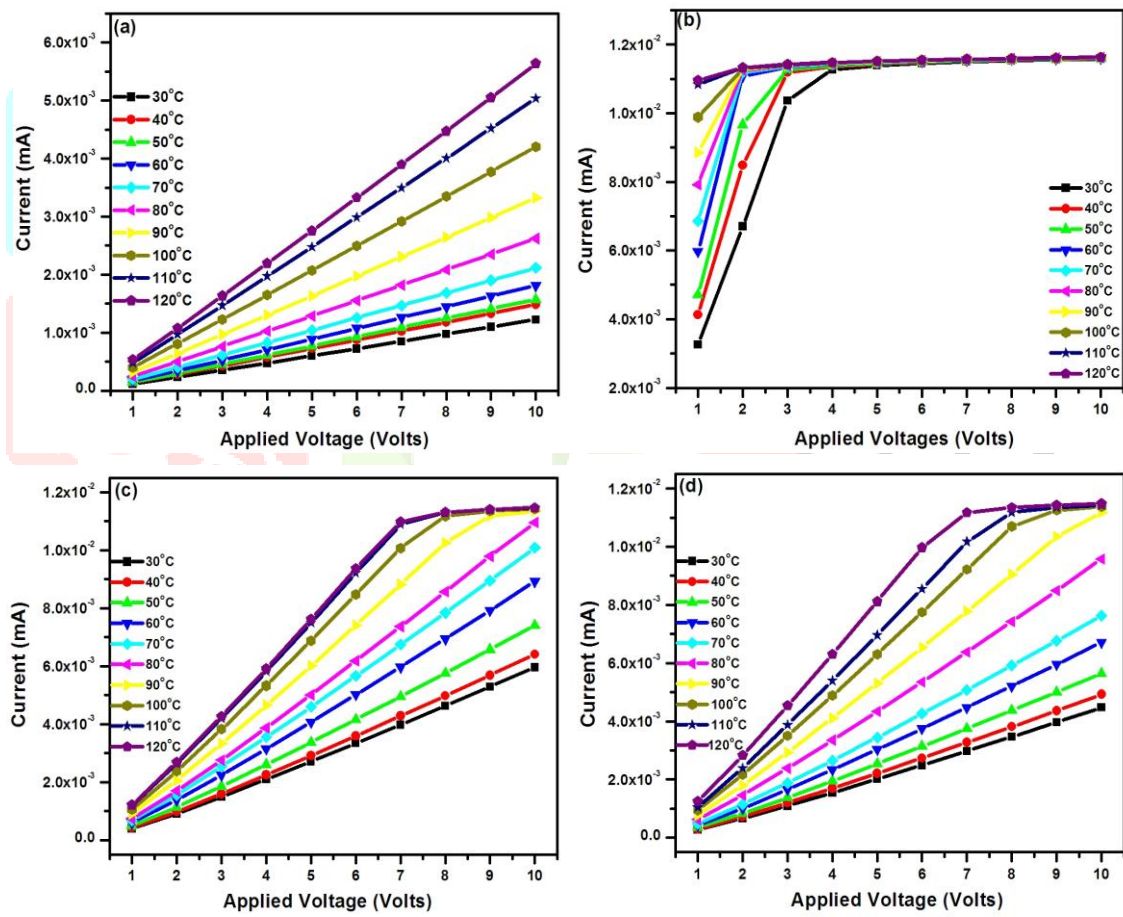 (a)
6.0x10⁻³
5.0x10⁻³
4.0x10⁻³
3.0x10⁻³
2.0x10⁻³
1.0x10⁻³
0.0
Current (mA)
30°C
40°C
50°C
60°C
70°C
80°C
90°C
100°C
110°C
120°C
1 2 3 4 5 6 7 8 9 10
Applied Voltage (Volts)
(b)
1.2x10⁻²
1.0x10⁻²
8.0x10⁻³
6.0x10⁻³
4.0x10⁻³
2.0x10⁻³
Current (mA)
30°C
40°C
50°C
60°C
70°C
80°C
90°C
100°C
110°C
120°C
1 2 3 4 5 6 7 8 9 10
Applied Voltages (Volts)
(c)
1.2x10⁻²
1.0x10⁻²
8.0x10⁻³
6.0x10⁻³
4.0x10⁻³
2.0x10⁻³
0.0
Current (mA)
30°C
40°C
50°C
60°C
70°C
80°C
90°C
100°C
110°C
120°C
1 2 3 4 5 6 7 8 9 10
Applied Voltage (Volts)
(d)
1.2x10⁻²
1.0x10⁻²
8.0x10⁻³
6.0x10⁻³
4.0x10⁻³
2.0x10⁻³
0.0
Current (mA)
30°C
40°C
50°C
60°C
70°C
80°C
90°C
100°C
110°C
120°C
1 2 3 4 5 6 7 8 9 10
Applied Voltage (Volts)